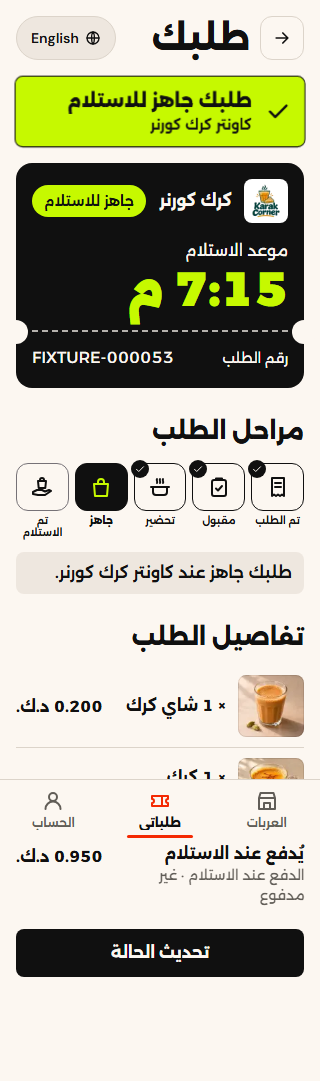 طلبك
English
طلبك جاهز للاستلام
كاونتر كرك كورنر
Karak Corner
كرك كورنر
جاهز للاستلام
موعد الاستلام
7:15 م
رقم الطلب
FIXTURE-000053
مراحل الطلب
تم الطلب
مقبول
تحضير
جاهز
تم الاستلام
طلبك جاهز عند كاونتر كرك كورنر.
تفاصيل الطلب
× 1 شاي كرك
0.200 د.ك.
× 1 كرك
العربات
طلباتي
الحساب
يُدفع عند الاستلام
0.950 د.ك.
الدفع عند الاستلام · غير
مدفوع
تحديث الحالة